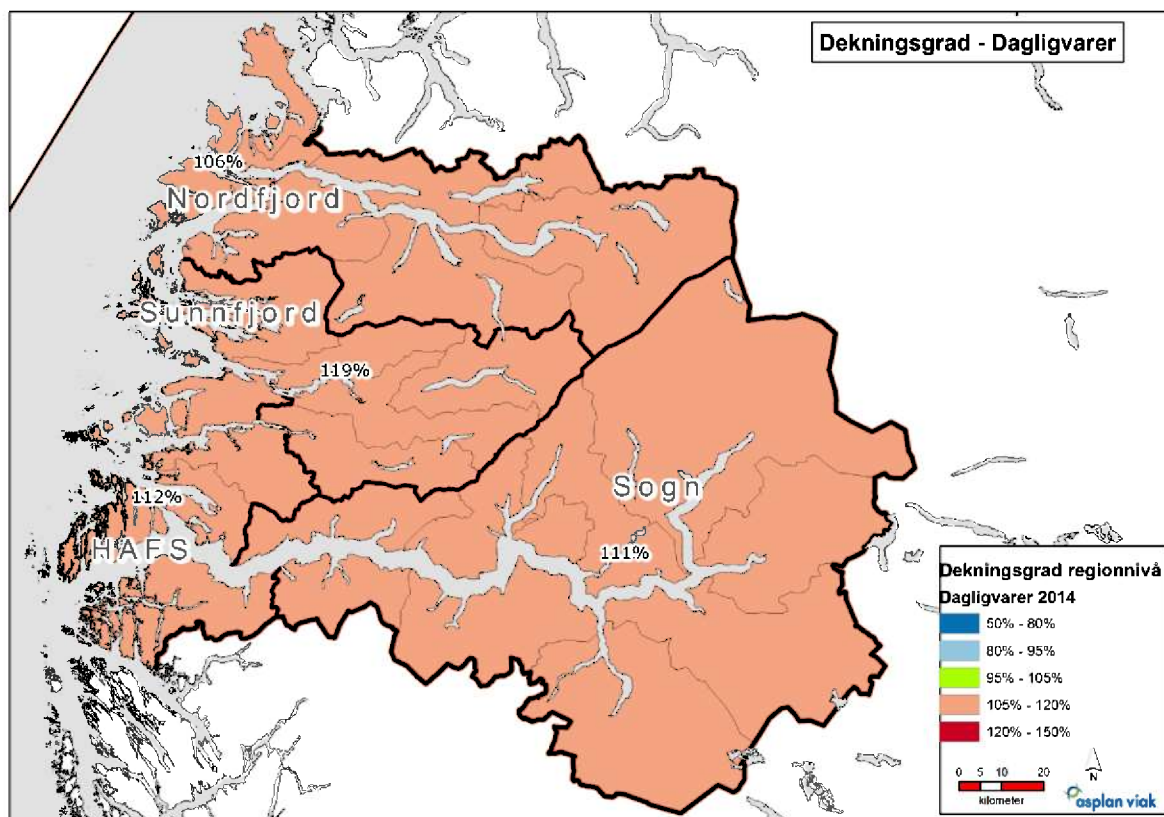 Dekningsgrad - Dagligvarer
106%
Nordfjord
Sunnfjord
119%
112%
HAFS
Sogn
111%
Dekningsgrad regionnivå
Dagligvarer 2014
50% - 80%
80% - 95%
95% - 105%
105% - 120%
120% - 150%
0 5 10 20
kilometer
N
asplan viak